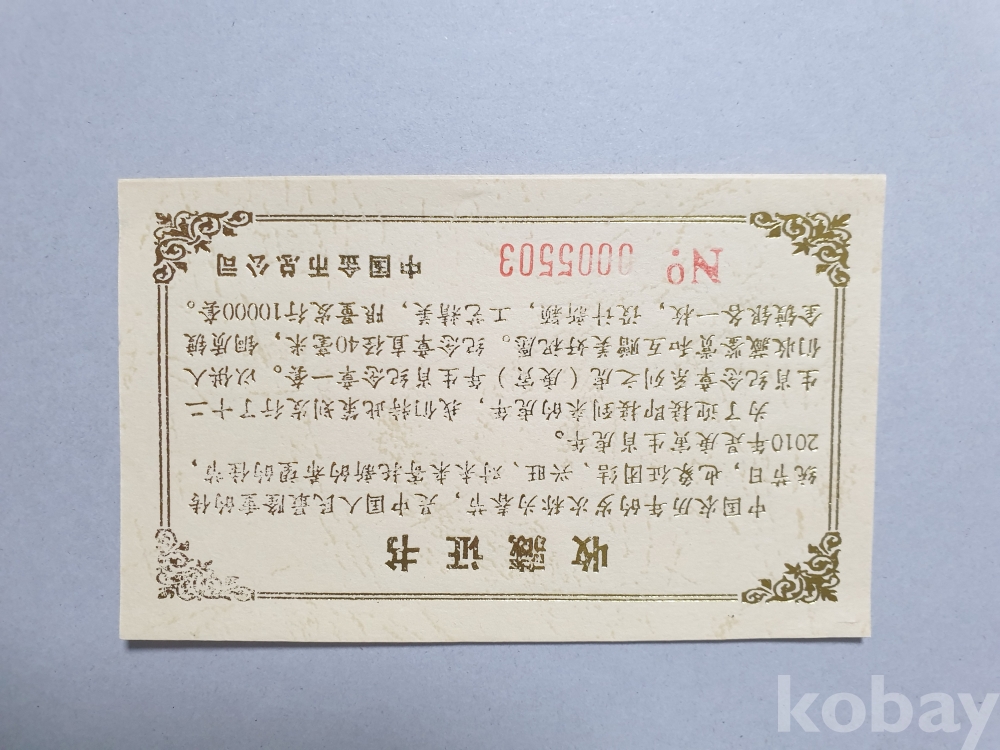 收藏证书
中国农历年的岁次称为春节，是中国人民最隆重的传
统节日，也象征团结、兴旺、对未来寄托新的希望的佳节，
2010年是庚寅生肖虎年。
为了迎接即接到来的虎年，我们特此策划发行了十二
生肖纪念章系列之虎（庚寅）年生肖纪念章一套。以供人
们收藏鉴赏和互赠美好祝愿。纪念章直径40毫米，铜质镀
金镀银各一枚，设计新颖，工艺精美，限量发行10000套。
№: 0005503 中国金币总公司
kobay